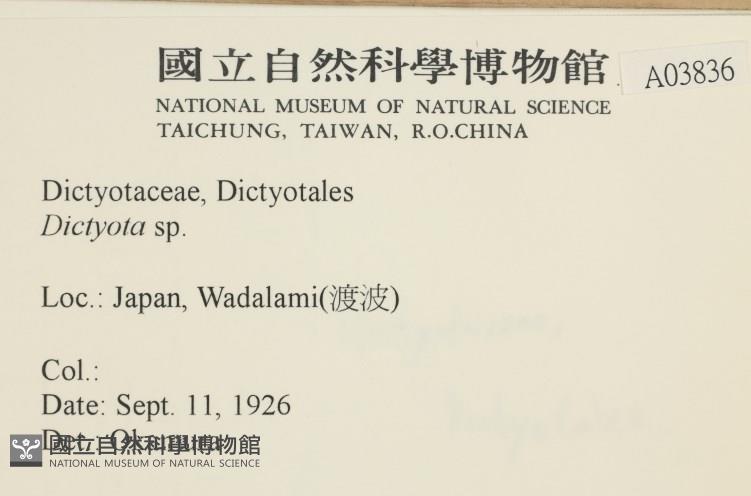 國立自然科學博物館
A03836
NATIONAL MUSEUM OF NATURAL SCIENCE
TAICHUNG, TAIWAN, R.O.CHINA
Dictyotaceae, Dictyotales
Dictyota sp.
Loc.: Japan, Wadalami(渡波)
Col.:
Date: Sept. 11, 1926
國立自然科學博物館
NATIONAL MUSEUM OF NATURAL SCIENCE